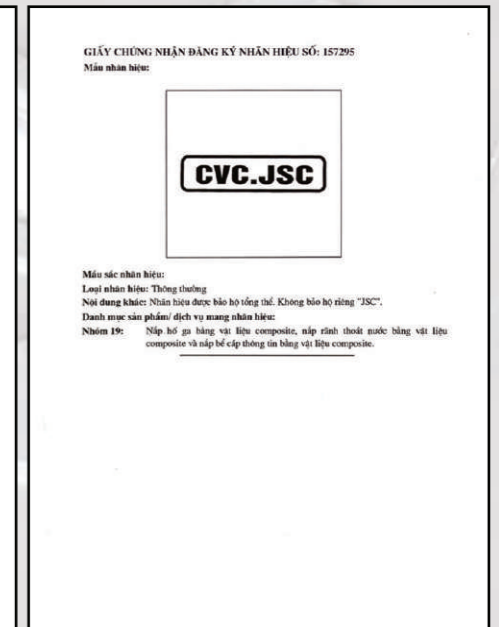 GIẤY CHỨNG NHẬN ĐĂNG KÝ NHÃN HIỆU SỐ: 157295
Mẫu nhãn hiệu:
CVC.JSC
Mầu sắc nhãn hiệu:
Loại nhãn hiệu: Thông thường
Nội dung khác: Nhãn hiệu được bảo hộ tổng thể. Không bảo hộ riêng "JSC".
Danh mục sản phẩm/ dịch vụ mang nhãn hiệu:
Nhóm 19: Nắp hố ga bằng vật liệu composite, nắp rãnh thoát nước bằng vật liệu
composite và nắp bể cáp thông tin bằng vật liệu composite.